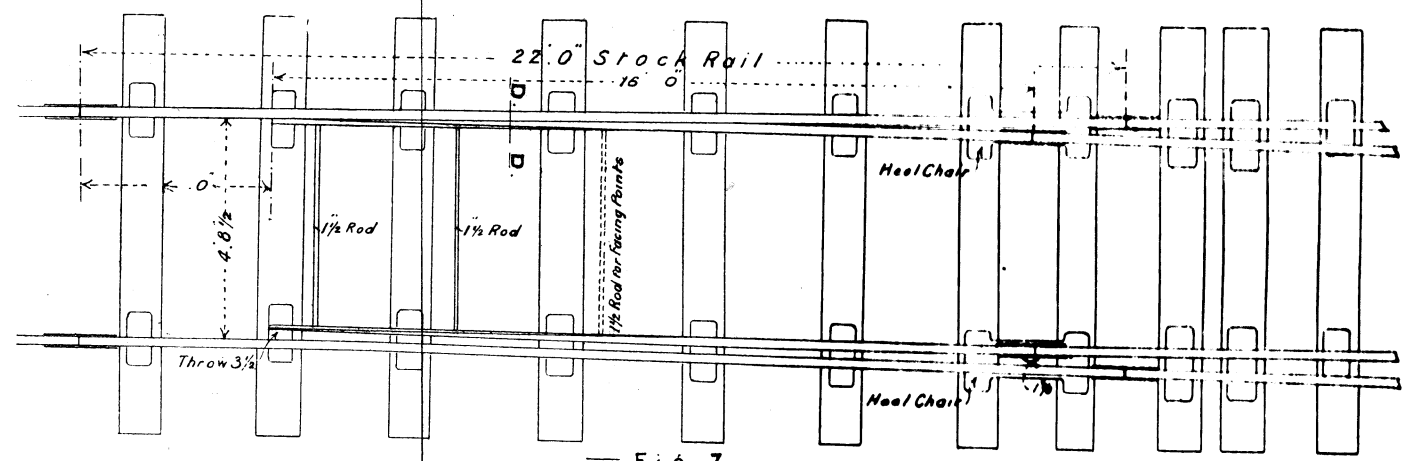 22'.0" Stock Rail
16' 0"
D
D
Heel Chair
.0"
4'.8½"
1½" Rod
1½" Rod
1½ Rod for Facing Points
Throw 3½"
Heel Chair
— Fig. 7